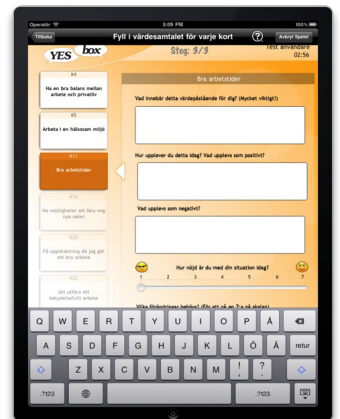 Operatör
5:09 PM
100%
Tillbaka
Fyll i värdesamtalet för varje kort
?
Avbryt Spelet
YES box
Steg: 3/3
Test användare
02:56
K4
Ha en bra balans mellan
arbete och privatliv
K5
Arbeta i en hälsosam miljö
K11
Bra arbetstider
K14
Ha möjligheter att lära mig
nya saker
K20
Få uppskattning då jag gör
ett bra arbete
K22
Att utföra ett
betydelsefullt arbete
Bra arbetstider
Vad innebär detta värdepåstående för dig? (Mycket viktigt!)
Hur upplever du detta idag? Vad upplevs som positivt?
Vad upplevs som negativt?
Hur nöjd är du med din situation idag?
1 2 3 4 5 6 7
Vilka förändringar behövs? (För att nå en 7:a på skalan)
Q W E R T Y U I O P Å
A S D F G H J K L Ö Ä retur
Z X C V B N M ! , ? .
.?123 .?123